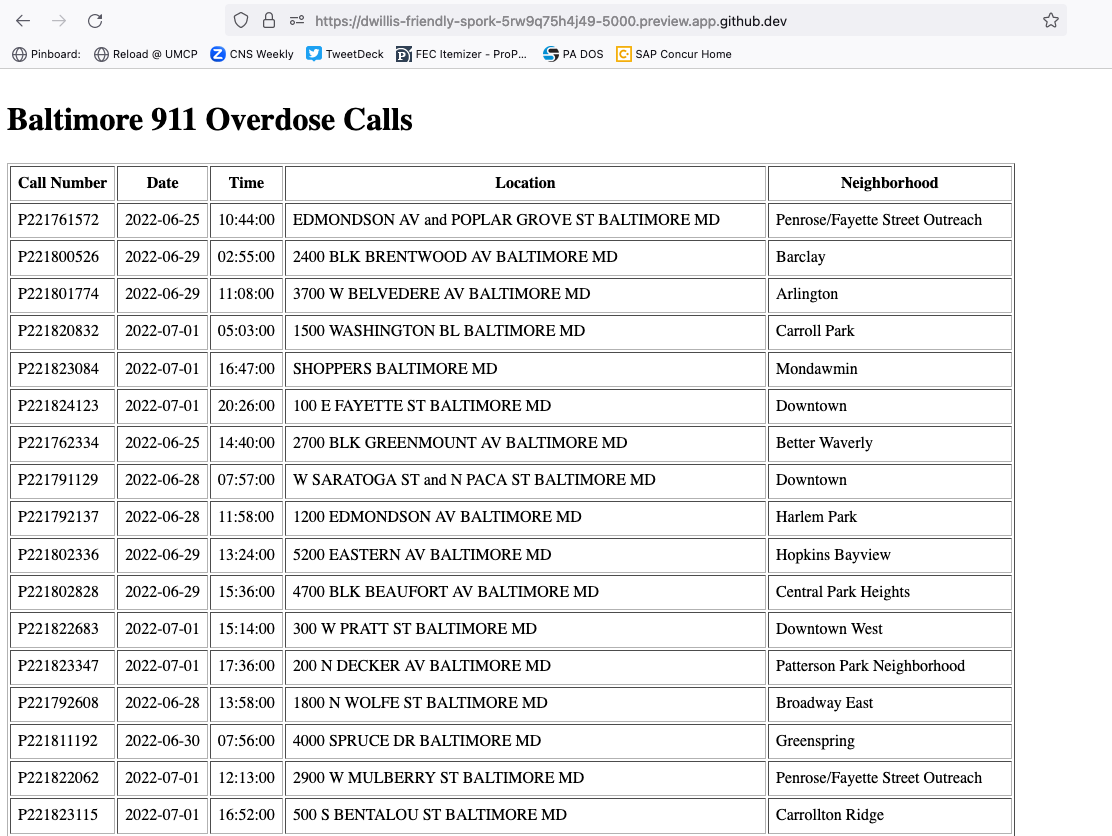 https://dwillis-friendly-spork-5rw9q75h4j49-5000.preview.app.github.dev
Pinboard: Reload @ UMCP CNS Weekly TweetDeck FEC Itemizer - ProP... PA DOS SAP Concur Home
Baltimore 911 Overdose Calls
Call Number Date Time Location Neighborhood
P221761572 2022-06-25 10:44:00 EDMONDSON AV and POPLAR GROVE ST BALTIMORE MD Penrose/Fayette Street Outreach
P221800526 2022-06-29 02:55:00 2400 BLK BRENTWOOD AV BALTIMORE MD Barclay
P221801774 2022-06-29 11:08:00 3700 W BELVEDERE AV BALTIMORE MD Arlington
P221820832 2022-07-01 05:03:00 1500 WASHINGTON BL BALTIMORE MD Carroll Park
P221823084 2022-07-01 16:47:00 SHOPPERS BALTIMORE MD Mondawmin
P221824123 2022-07-01 20:26:00 100 E FAYETTE ST BALTIMORE MD Downtown
P221762334 2022-06-25 14:40:00 2700 BLK GREENMOUNT AV BALTIMORE MD Better Waverly
P221791129 2022-06-28 07:57:00 W SARATOGA ST and N PACA ST BALTIMORE MD Downtown
P221792137 2022-06-28 11:58:00 1200 EDMONDSON AV BALTIMORE MD Harlem Park
P221802336 2022-06-29 13:24:00 5200 EASTERN AV BALTIMORE MD Hopkins Bayview
P221802828 2022-06-29 15:36:00 4700 BLK BEAUFORT AV BALTIMORE MD Central Park Heights
P221822683 2022-07-01 15:14:00 300 W PRATT ST BALTIMORE MD Downtown West
P221823347 2022-07-01 17:36:00 200 N DECKER AV BALTIMORE MD Patterson Park Neighborhood
P221792608 2022-06-28 13:58:00 1800 N WOLFE ST BALTIMORE MD Broadway East
P221811192 2022-06-30 07:56:00 4000 SPRUCE DR BALTIMORE MD Greenspring
P221822062 2022-07-01 12:13:00 2900 W MULBERRY ST BALTIMORE MD Penrose/Fayette Street Outreach
P221823115 2022-07-01 16:52:00 500 S BENTALOU ST BALTIMORE MD Carrollton Ridge